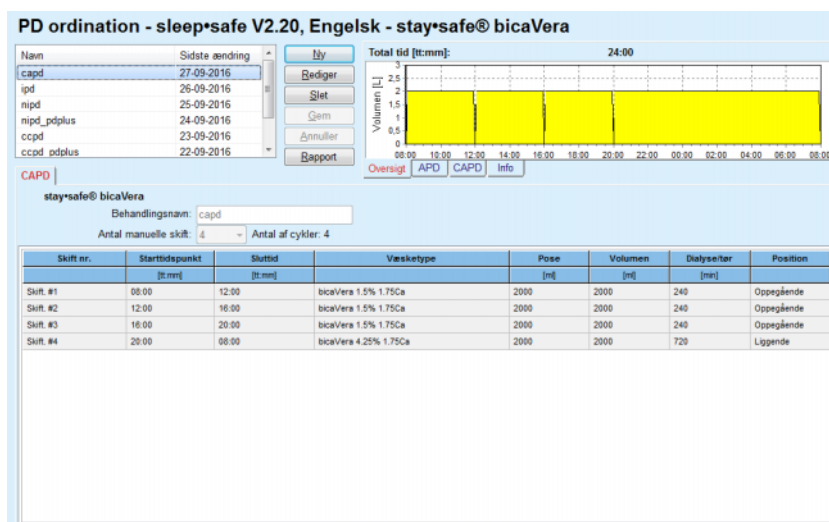 PD ordination - sleep•safe V2.20, Engelsk - stay•safe® bicaVera
Navn Sidste ændring
capd 27-09-2016
ipd 26-09-2016
nipd 25-09-2016
nipd_pdplus 24-09-2016
ccpd 23-09-2016
ccpd_pdplus 22-09-2016
Ny
Rediger
Slet
Gem
Annuller
Rapport
Total tid [tt:mm]: 24:00
Volumen [L]
3
2,5
2
1,5
1
0,5
0
08:00 10:00 12:00 14:00 16:00 18:00 20:00 22:00 00:00 02:00 04:00 06:00 08:00
Oversigt APD CAPD Info
CAPD
stay•safe® bicaVera
Behandlingsnavn: capd
Antal manuelle skift: 4 Antal af cykler: 4
Skift nr. Starttidspunkt Sluttid Væsketype Pose Volumen Dialyse/tør Position
[tt:mm] [tt:mm] [ml] [ml] [min]
Skift. #1 08:00 12:00 bicaVera 1.5% 1.75Ca 2000 2000 240 Oppegående
Skift. #2 12:00 16:00 bicaVera 1.5% 1.75Ca 2000 2000 240 Oppegående
Skift. #3 16:00 20:00 bicaVera 1.5% 1.75Ca 2000 2000 240 Oppegående
Skift. #4 20:00 08:00 bicaVera 4.25% 1.75Ca 2000 2000 720 Liggende